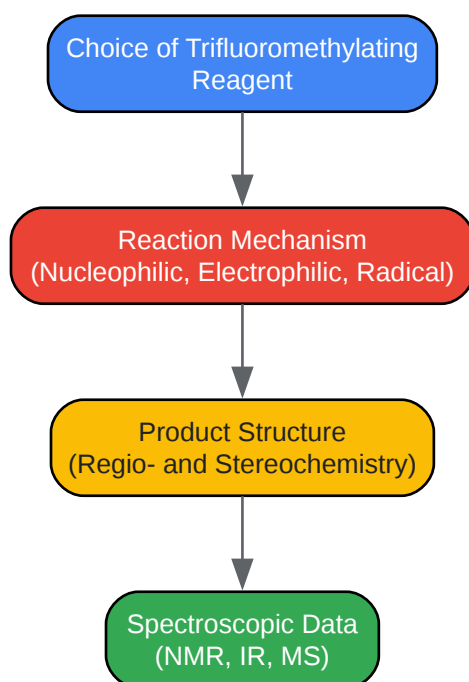 Choice of Trifluoromethylating
Reagent
Reaction Mechanism
(Nucleophilic, Electrophilic, Radical)
Product Structure
(Regio- and Stereochemistry)
Spectroscopic Data
(NMR, IR, MS)